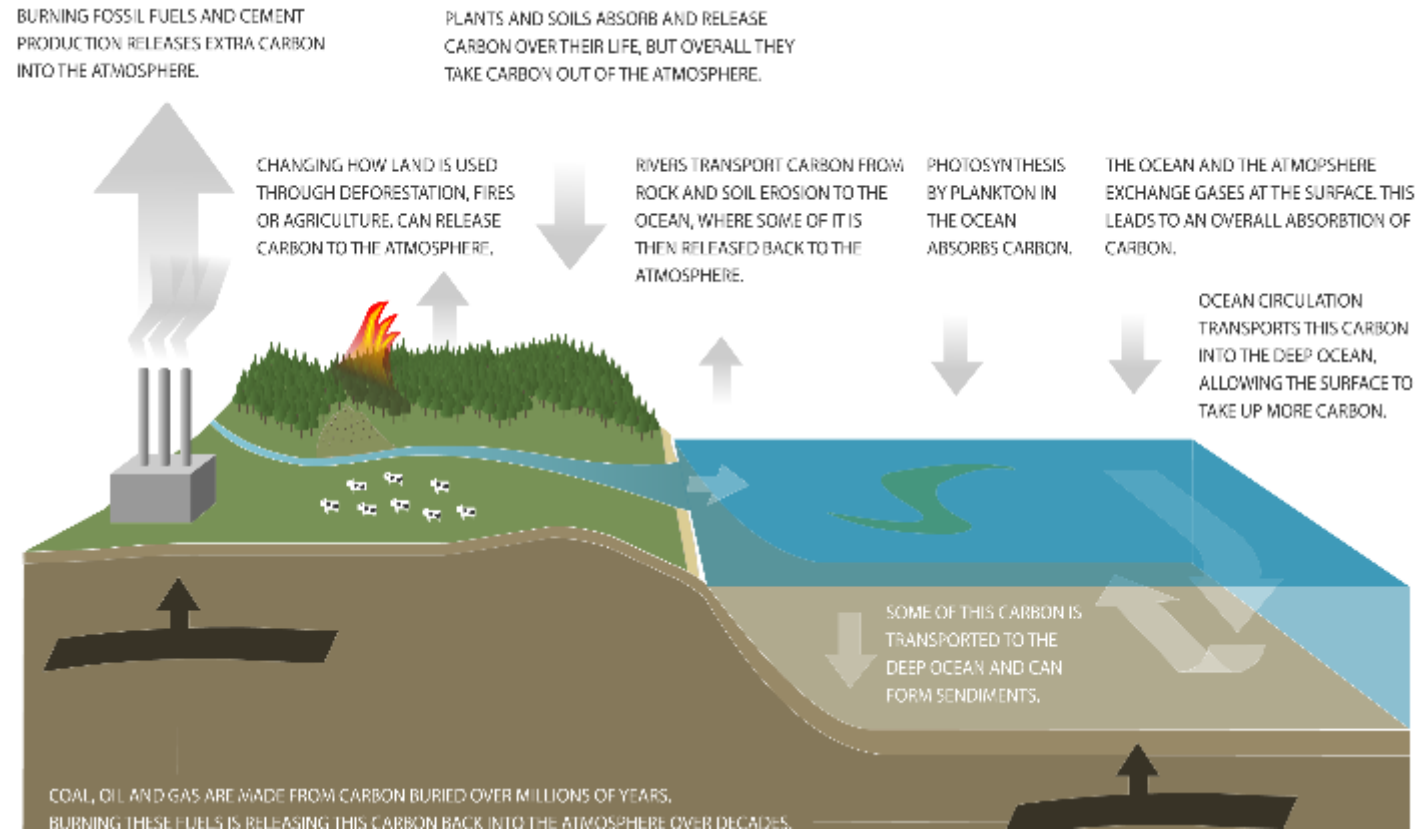 BURNING FOSSIL FUELS AND CEMENT
PRODUCTION RELEASES EXTRA CARBON
INTO THE ATMOSPHERE.
PLANTS AND SOILS ABSORB AND RELEASE
CARBON OVER THEIR LIFE, BUT OVERALL THEY
TAKE CARBON OUT OF THE ATMOSPHERE.
CHANGING HOW LAND IS USED
THROUGH DEFORESTATION, FIRES
OR AGRICULTURE, CAN RELEASE
CARBON TO THE ATMOSPHERE.
RIVERS TRANSPORT CARBON FROM
ROCK AND SOIL EROSION TO THE
OCEAN, WHERE SOME OF IT IS
THEN RELEASED BACK TO THE
ATMOSPHERE.
PHOTOSYNTHESIS
BY PLANKTON IN
THE OCEAN
ABSORBS CARBON.
THE OCEAN AND THE ATMOPSHERE
EXCHANGE GASES AT THE SURFACE. THIS
LEADS TO AN OVERALL ABSORBTION OF
CARBON.
OCEAN CIRCULATION
TRANSPORTS THIS CARBON
INTO THE DEEP OCEAN,
ALLOWING THE SURFACE TO
TAKE UP MORE CARBON.
SOME OF THIS CARBON IS
TRANSPORTED TO THE
DEEP OCEAN AND CAN
FORM SENDIMENTS.
COAL, OIL AND GAS ARE MADE FROM CARBON BURIED OVER MILLIONS OF YEARS.
BURNING THESE FUELS IS RELEASING THIS CARBON BACK INTO THE ATMOSPHERE OVER DECADES.